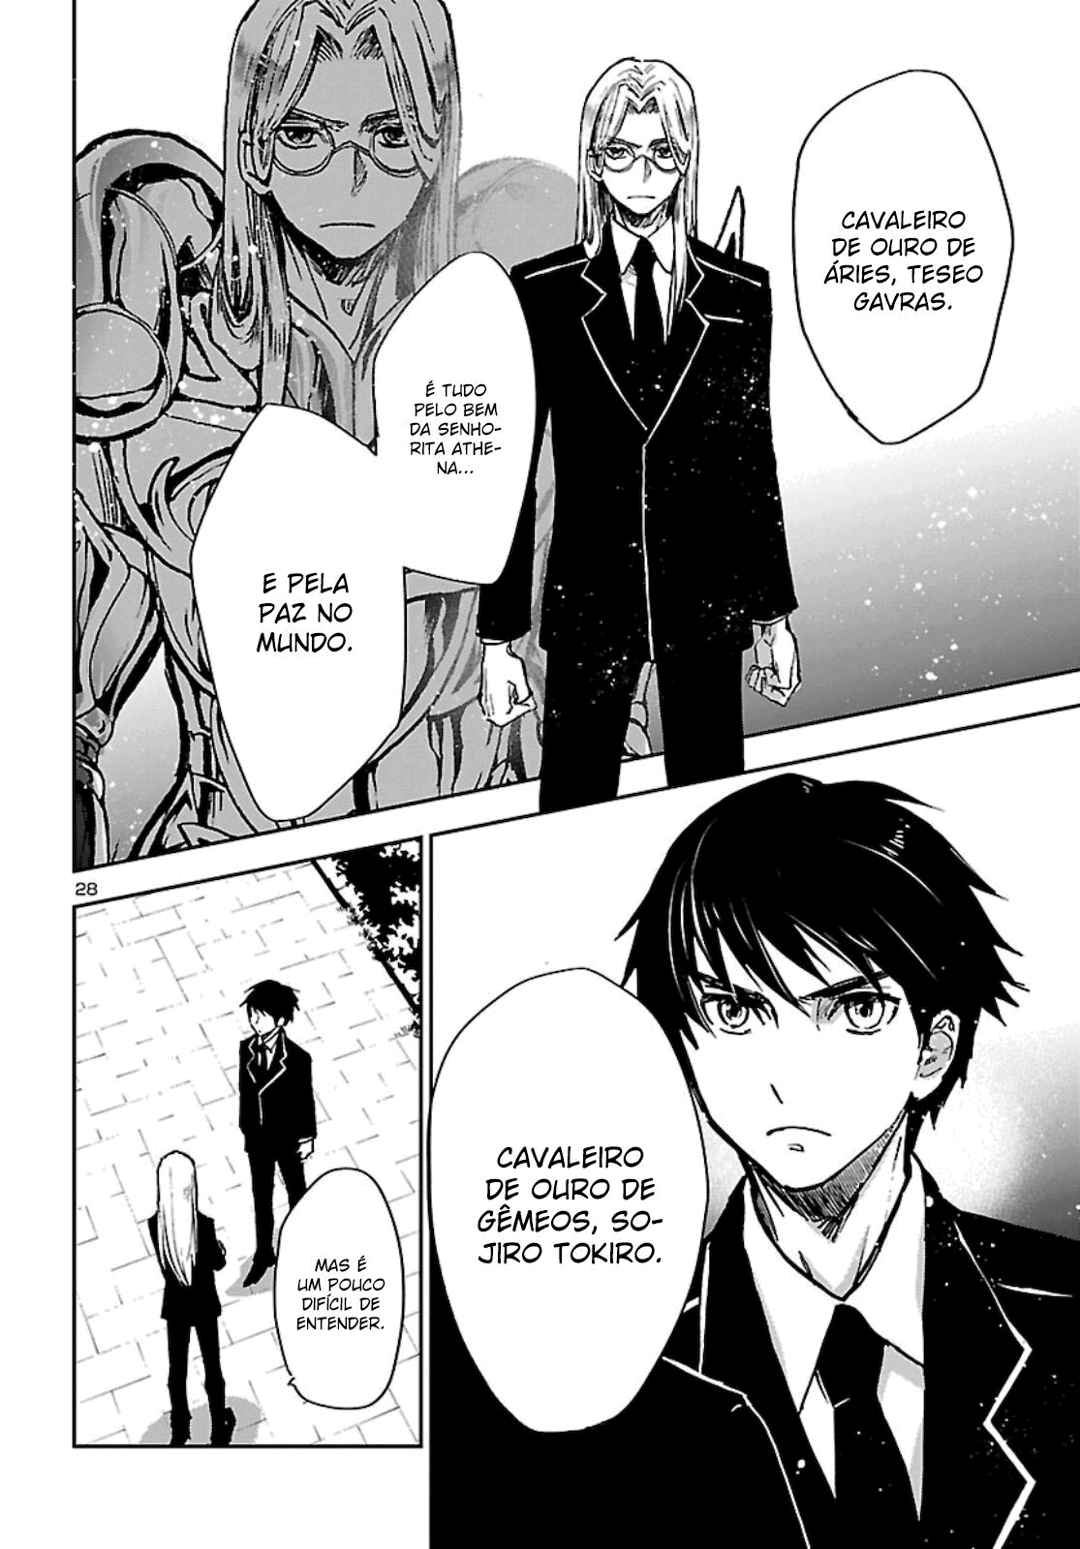 CAVALEIRO
DE OURO DE
ÁRIES, TESEO
GAVRAS.
É TUDO
PELO BEM
DA SENHO-
RITA ATHE-
NA...
E PELA
PAZ NO
MUNDO.
28
CAVALEIRO
DE OURO DE
GÊMEOS, SO-
JIRO TOKIRO.
MAS É
UM POUCO
DIFÍCIL DE
ENTENDER.